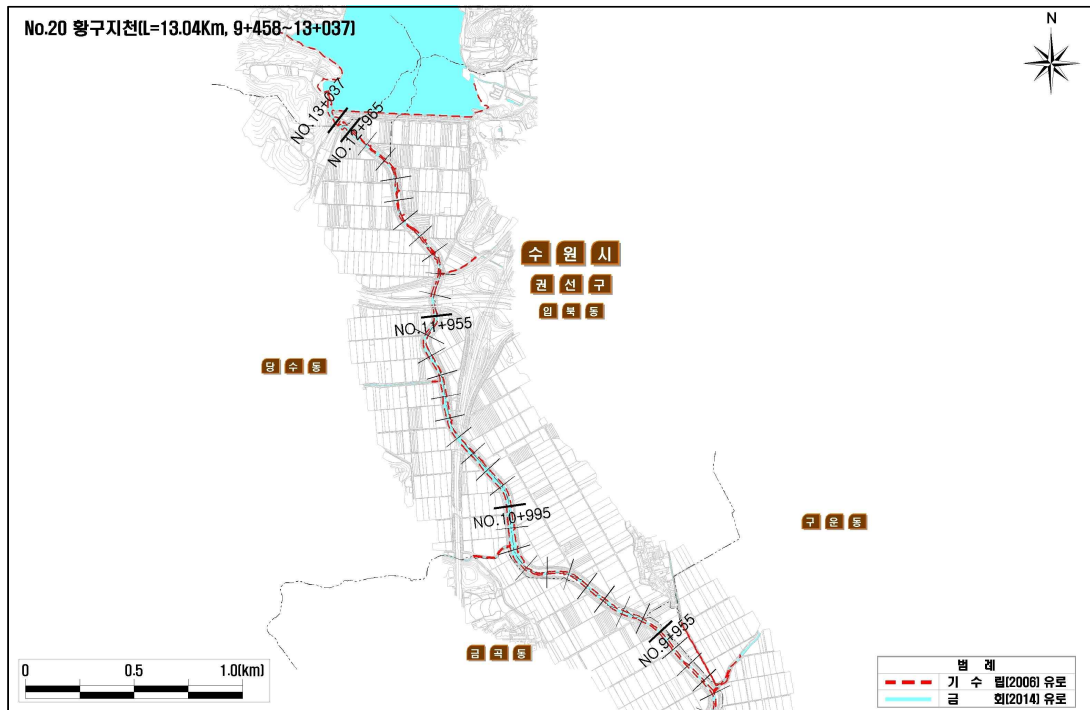 No.20 황구지천(L=13.04Km, 9+458~13+037)
N
NO.13+037
NO.12+965
수 원 시
권 선 구
입 북 동
NO.11+955
당 수 동
NO.10+995
구 운 동
금 곡 동
NO.9+955
0 0.5 1.0(km)
범 례
기 수 립(2006) 유로
금 회(2014) 유로